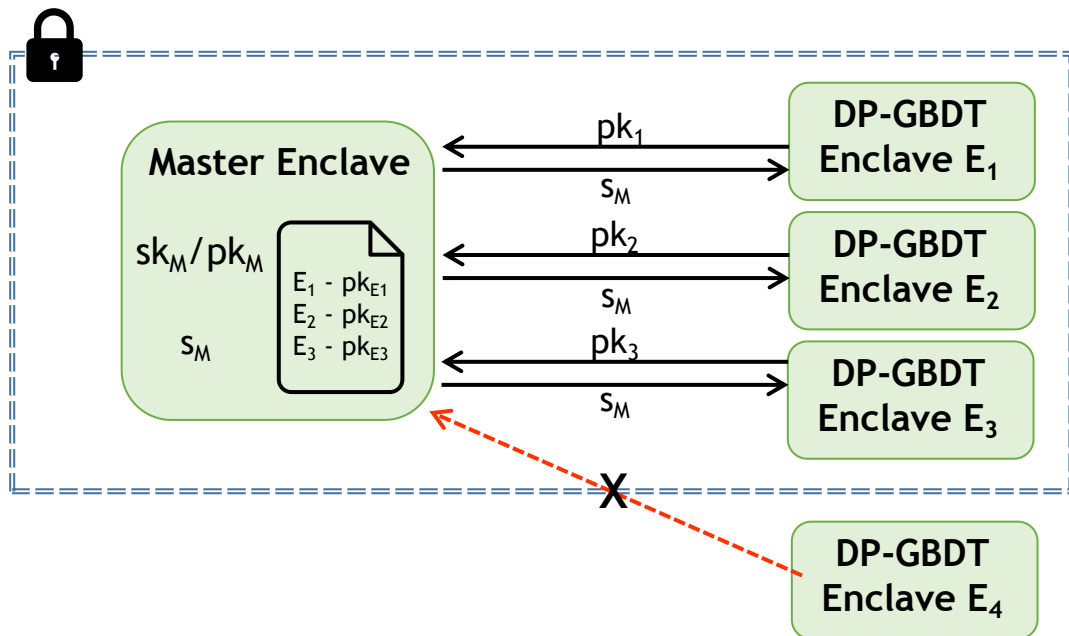 Master Enclave
sk_M/pk_M
s_M
E_1 - pk_E1
E_2 - pk_E2
E_3 - pk_E3
pk_1
s_M
pk_2
s_M
pk_3
s_M
DP-GBDT
Enclave E_1
DP-GBDT
Enclave E_2
DP-GBDT
Enclave E_3
X
DP-GBDT
Enclave E_4